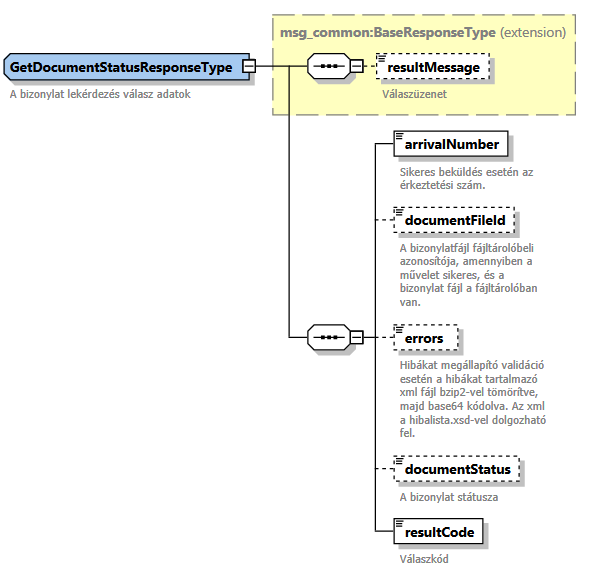 msg_common:BaseResponseType (extension)
GetDocumentStatusResponseType
A bizonylat lekérdezés válasz adatok
resultMessage
Válaszüzenet
arrivalNumber
Sikeres beküldés esetén az
érkeztetési szám.
documentFileId
A bizonylatfájl fájltárolóbeli
azonosítója, amennyiben a
művelet sikeres, és a
bizonylat fájl a fájltárolóban
van.
errors
Hibákat megállapító validáció
esetén a hibákat tartalmazó
xml fájl bzip2-vel tömörítve,
majd base64 kódolva. Az xml
a hibalista.xsd-vel dolgozható
fel.
documentStatus
A bizonylat státusza
resultCode
Válaszkód